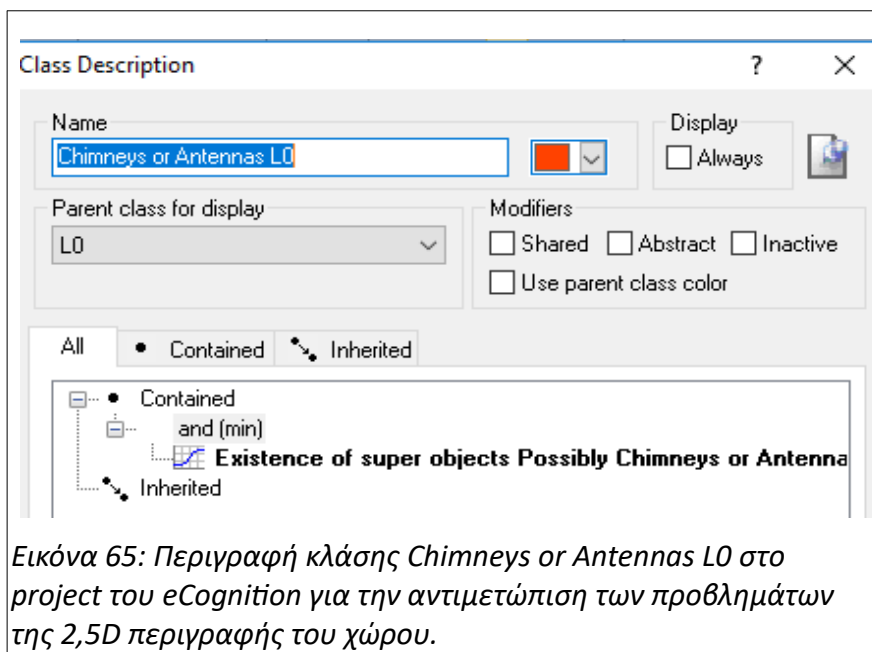 Class Description ? ×
Name
Chimneys or Antennas L0
Display
Always
Parent class for display
L0
Modifiers
Shared Abstract Inactive
Use parent class color
All • Contained Inherited
Contained
and (min)
Existence of super objects Possibly Chimneys or Antenna
Inherited
Εικόνα 65: Περιγραφή κλάσης Chimneys or Antennas L0 στο
project του eCognition για την αντιμετώπιση των προβλημάτων
της 2,5D περιγραφής του χώρου.